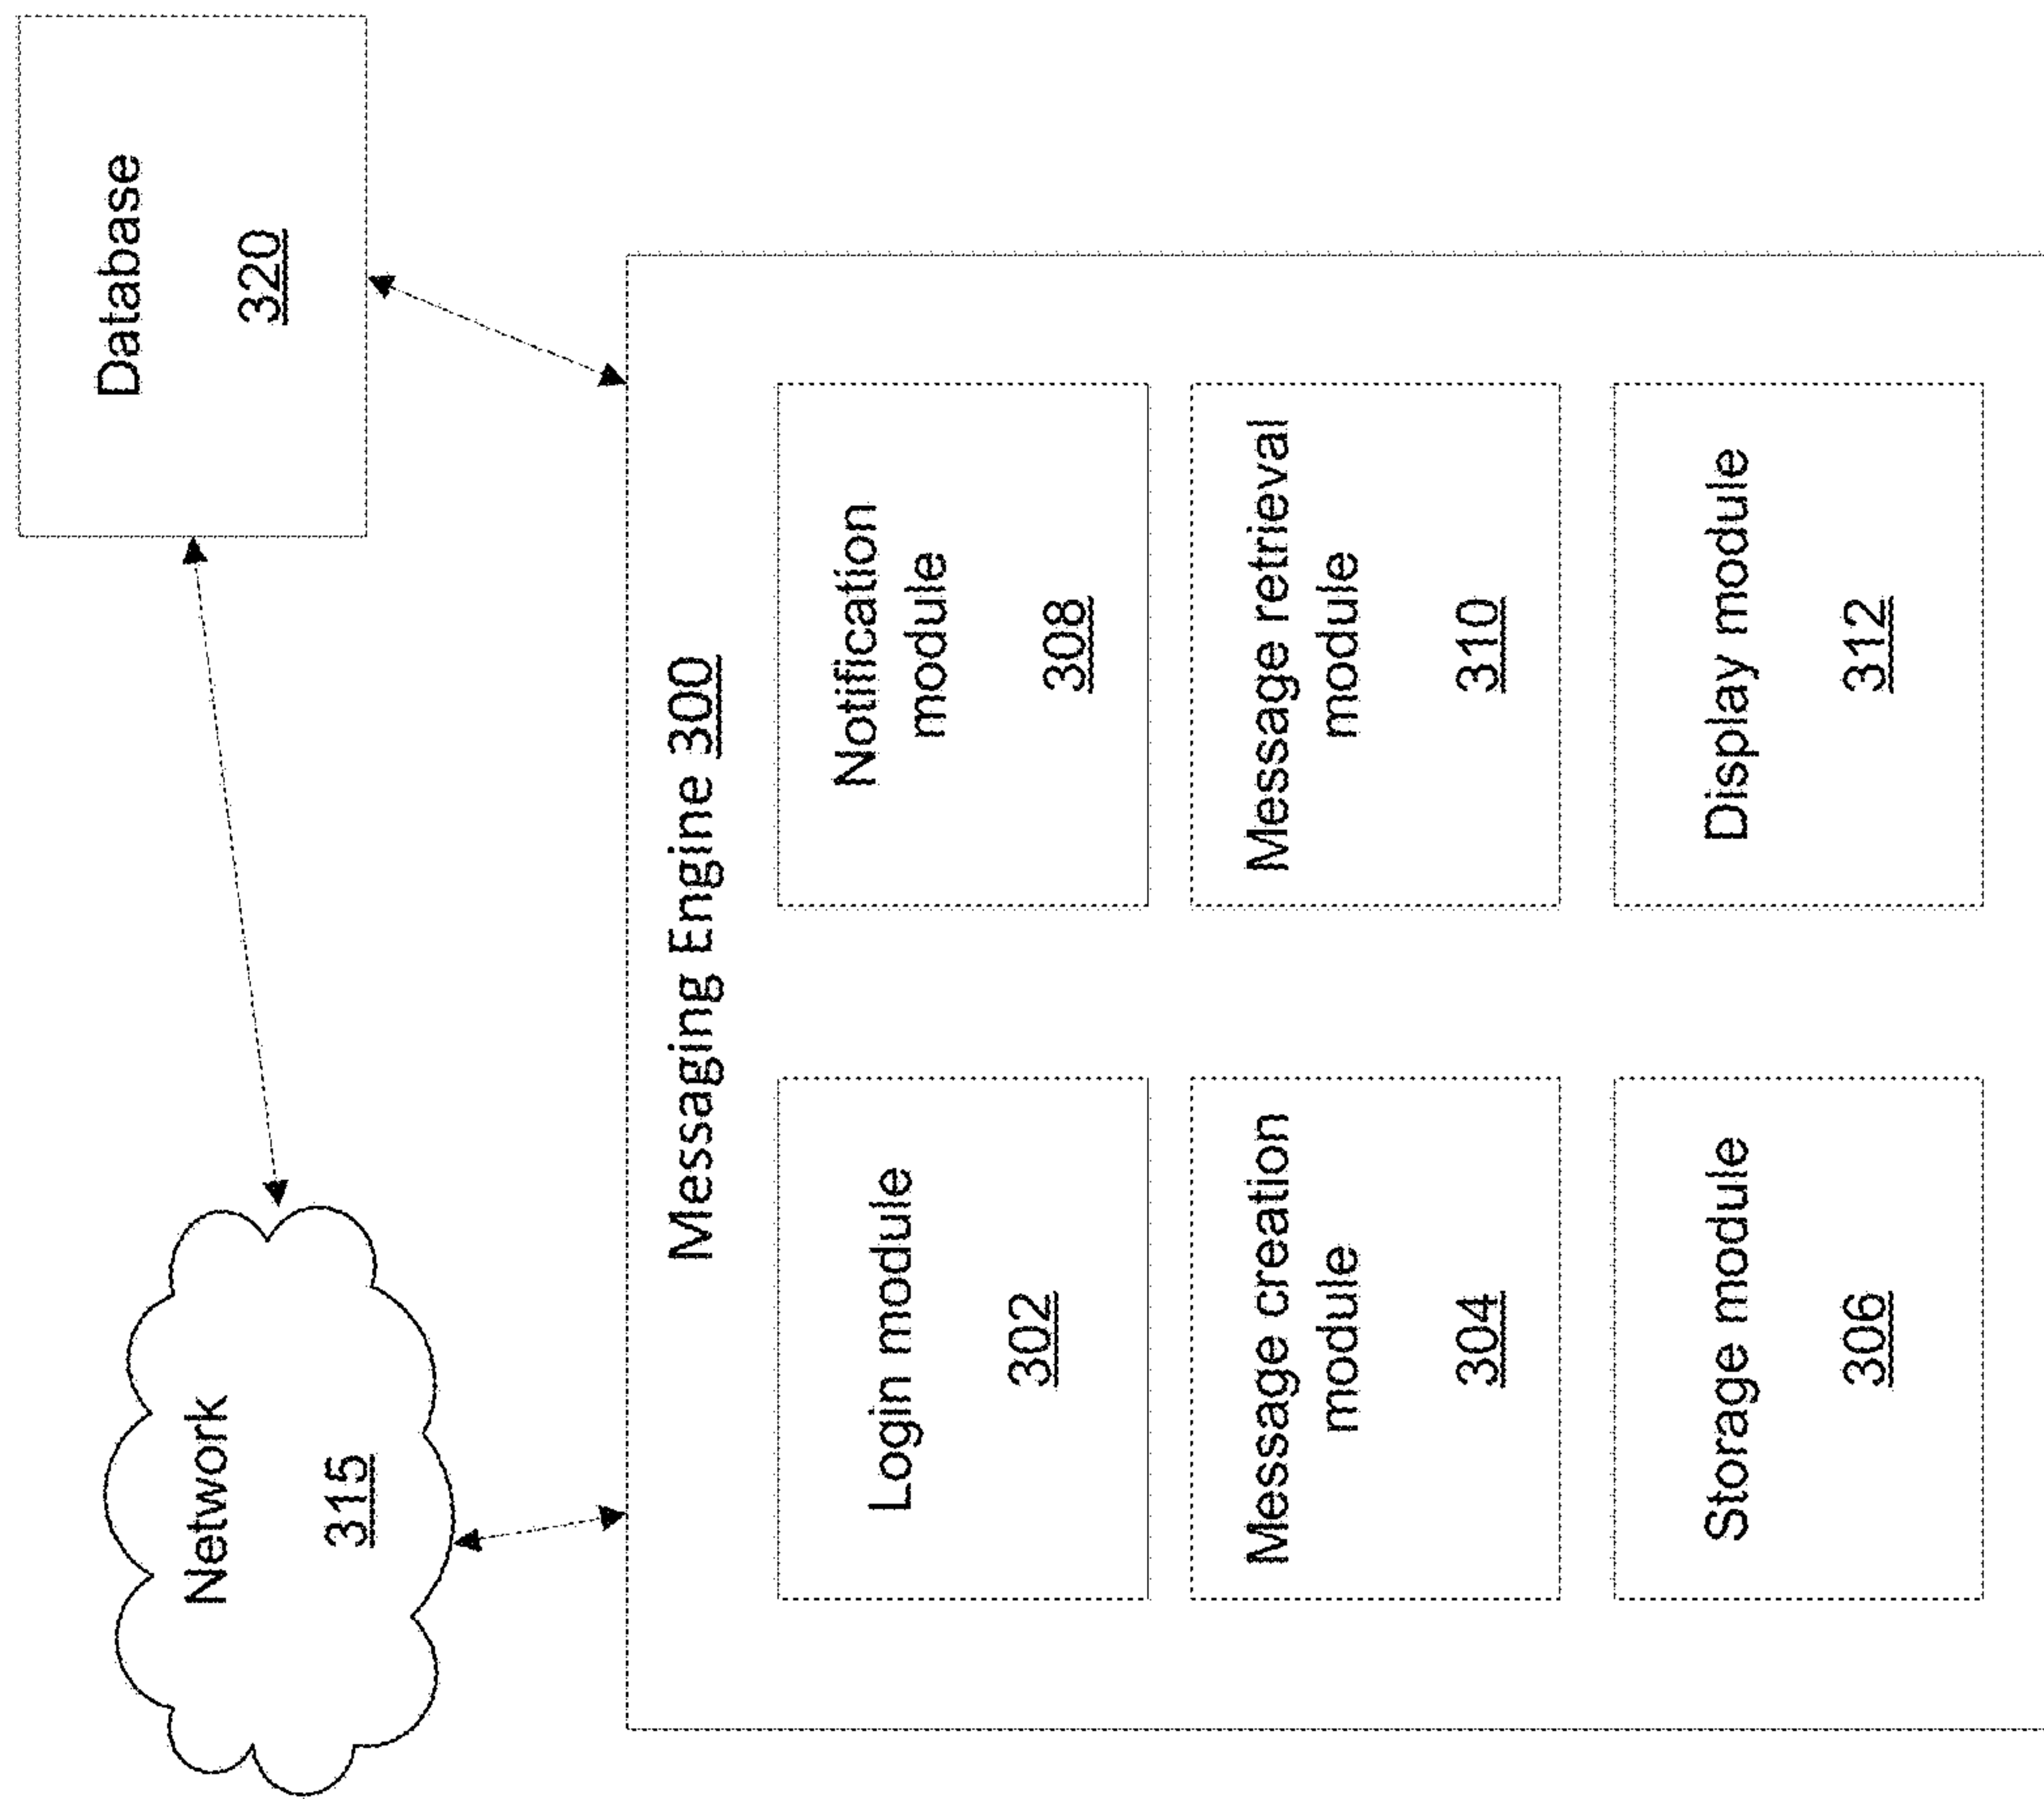 Network
315
Database
320
Messaging Engine 300
Login module
302
Notification
module
308
Message creation
module
304
Message retrieval
module
310
Storage module
306
Display module
312